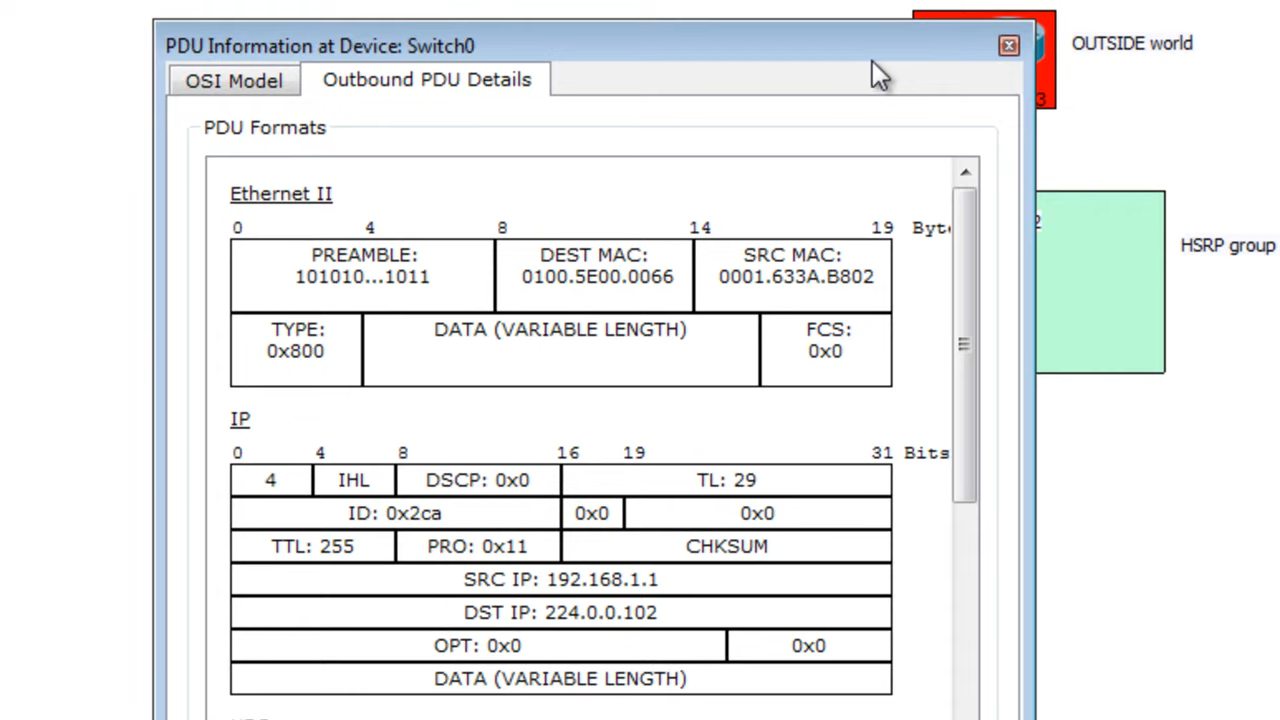 PDU Information at Device: Switch0
OUTSIDE world
3
OSI Model
Outbound PDU Details
PDU Formats
Ethernet II
0 4 8 14 19
PREAMBLE: 101010...1011
DEST MAC: 0100.5E00.0066
SRC MAC: 0001.633A.B802
TYPE: 0x800
DATA (VARIABLE LENGTH)
FCS: 0x0
2
HSRP group
IP
0 4 8 16 19 31 Bits
4 IHL DSCP: 0x0 TL: 29
ID: 0x2ca 0x0 0x0
TTL: 255 PRO: 0x11 CHKSUM
SRC IP: 192.168.1.1
DST IP: 224.0.0.102
OPT: 0x0 0x0
DATA (VARIABLE LENGTH)